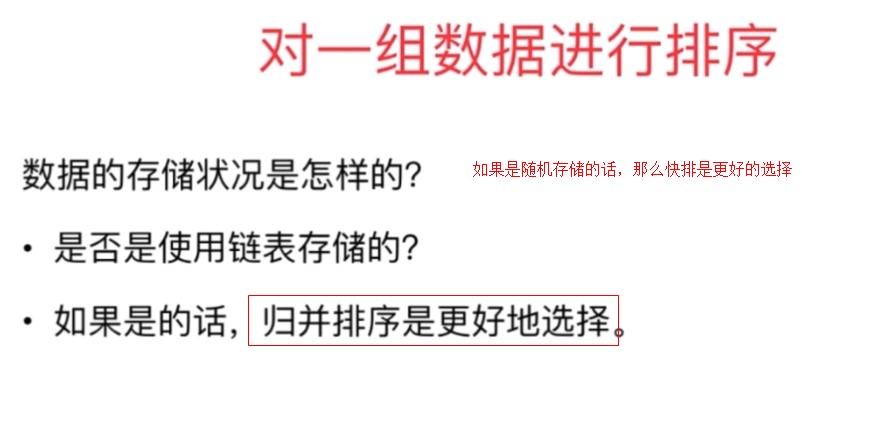 对一组数据进行排序
数据的存储状况是怎样的？ 如果是随机存储的话，那么快排是更好的选择
• 是否是使用链表存储的？
• 如果是的话，归并排序是更好地选择。